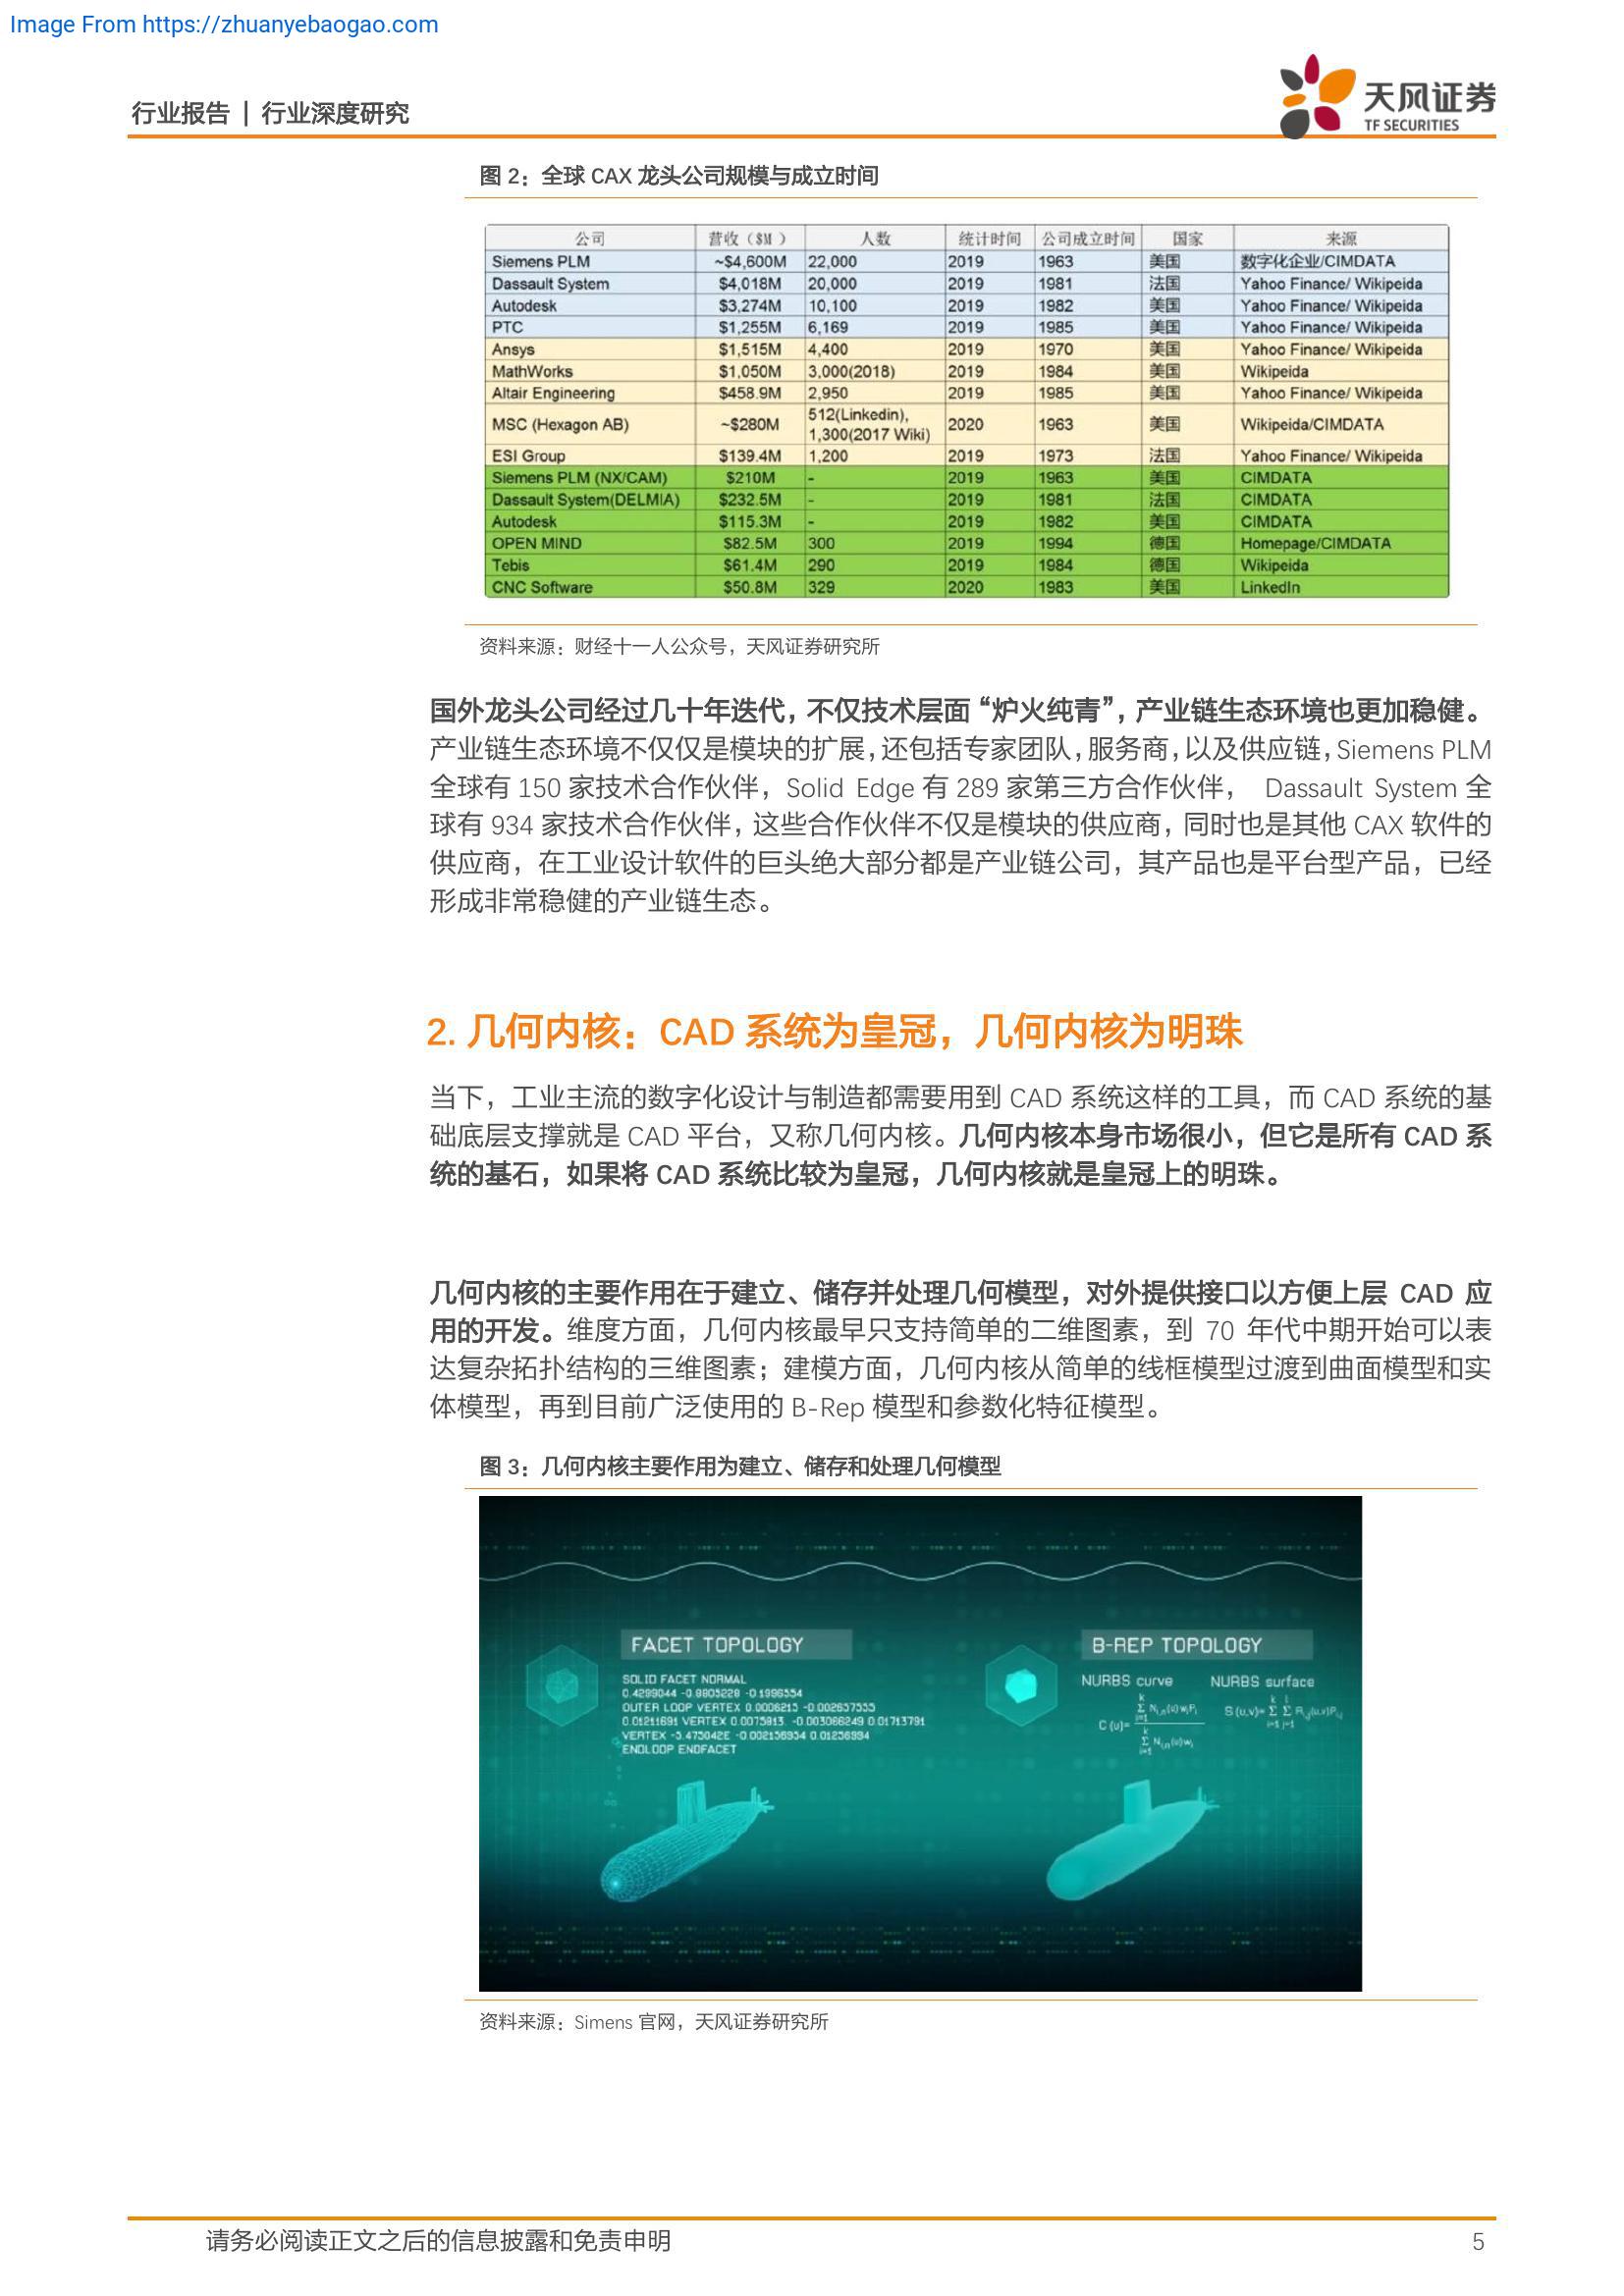 Image From https://zhuanyebaogao.com
行业报告 | 行业深度研究
天风证券
TF SECURITIES
图 2：全球 CAX 龙头公司规模与成立时间
公司 营收（$M ） 人数 统计时间 公司成立时间 国家 来源
Siemens PLM ~$4,600M 22,000 2019 1963 美国 数字化企业/CIMDATA
Dassault System $4,018M 20,000 2019 1981 法国 Yahoo Finance/ Wikipeida
Autodesk $3,274M 10,100 2019 1982 美国 Yahoo Finance/ Wikipeida
PTC $1,255M 6,169 2019 1985 美国 Yahoo Finance/ Wikipeida
Ansys $1,515M 4,400 2019 1970 美国 Yahoo Finance/ Wikipeida
MathWorks $1,050M 3,000(2018) 2019 1984 美国 Wikipeida
Altair Engineering $458.9M 2,950 2019 1985 美国 Yahoo Finance/ Wikipeida
MSC (Hexagon AB) ~$280M 512(Linkedin), 1,300(2017 Wiki) 2020 1963 美国 Wikipeida/CIMDATA
ESI Group $139.4M 1,200 2019 1973 法国 Yahoo Finance/ Wikipeida
Siemens PLM (NX/CAM) $210M - 2019 1963 美国 CIMDATA
Dassault System(DELMIA) $232.5M - 2019 1981 法国 CIMDATA
Autodesk $115.3M - 2019 1982 美国 CIMDATA
OPEN MIND $82.5M 300 2019 1994 德国 Homepage/CIMDATA
Tebis $61.4M 290 2019 1984 德国 Wikipeida
CNC Software $50.8M 329 2020 1983 美国 LinkedIn
资料来源：财经十一人公众号，天风证券研究所
国外龙头公司经过几十年迭代，不仅技术层面“炉火纯青”，产业链生态环境也更加稳健。
产业链生态环境不仅仅是模块的扩展，还包括专家团队，服务商，以及供应链，Siemens PLM
全球有 150 家技术合作伙伴，Solid Edge 有 289 家第三方合作伙伴， Dassault System 全
球有 934 家技术合作伙伴，这些合作伙伴不仅是模块的供应商，同时也是其他 CAX 软件的
供应商，在工业设计软件的巨头绝大部分都是产业链公司，其产品也是平台型产品，已经
形成非常稳健的产业链生态。
2. 几何内核：CAD 系统为皇冠，几何内核为明珠
当下，工业主流的数字化设计与制造都需要用到 CAD 系统这样的工具，而 CAD 系统的基
础底层支撑就是 CAD 平台，又称几何内核。几何内核本身市场很小，但它是所有 CAD 系
统的基石，如果将 CAD 系统比较为皇冠，几何内核就是皇冠上的明珠。
几何内核的主要作用在于建立、储存并处理几何模型，对外提供接口以方便上层 CAD 应
用的开发。维度方面，几何内核最早只支持简单的二维图素，到 70 年代中期开始可以表
达复杂拓扑结构的三维图素；建模方面，几何内核从简单的线框模型过渡到曲面模型和实
体模型，再到目前广泛使用的 B-Rep 模型和参数化特征模型。
图 3：几何内核主要作用为建立、储存和处理几何模型
FACET TOPOLOGY
SOLID FACET NORMAL
OUTER LOOP VERTEX
ENDLOOP ENDFACET
B-REP TOPOLOGY
NURBS curve NURBS surface
资料来源：Simens 官网，天风证券研究所
请务必阅读正文之后的信息披露和免责申明 5